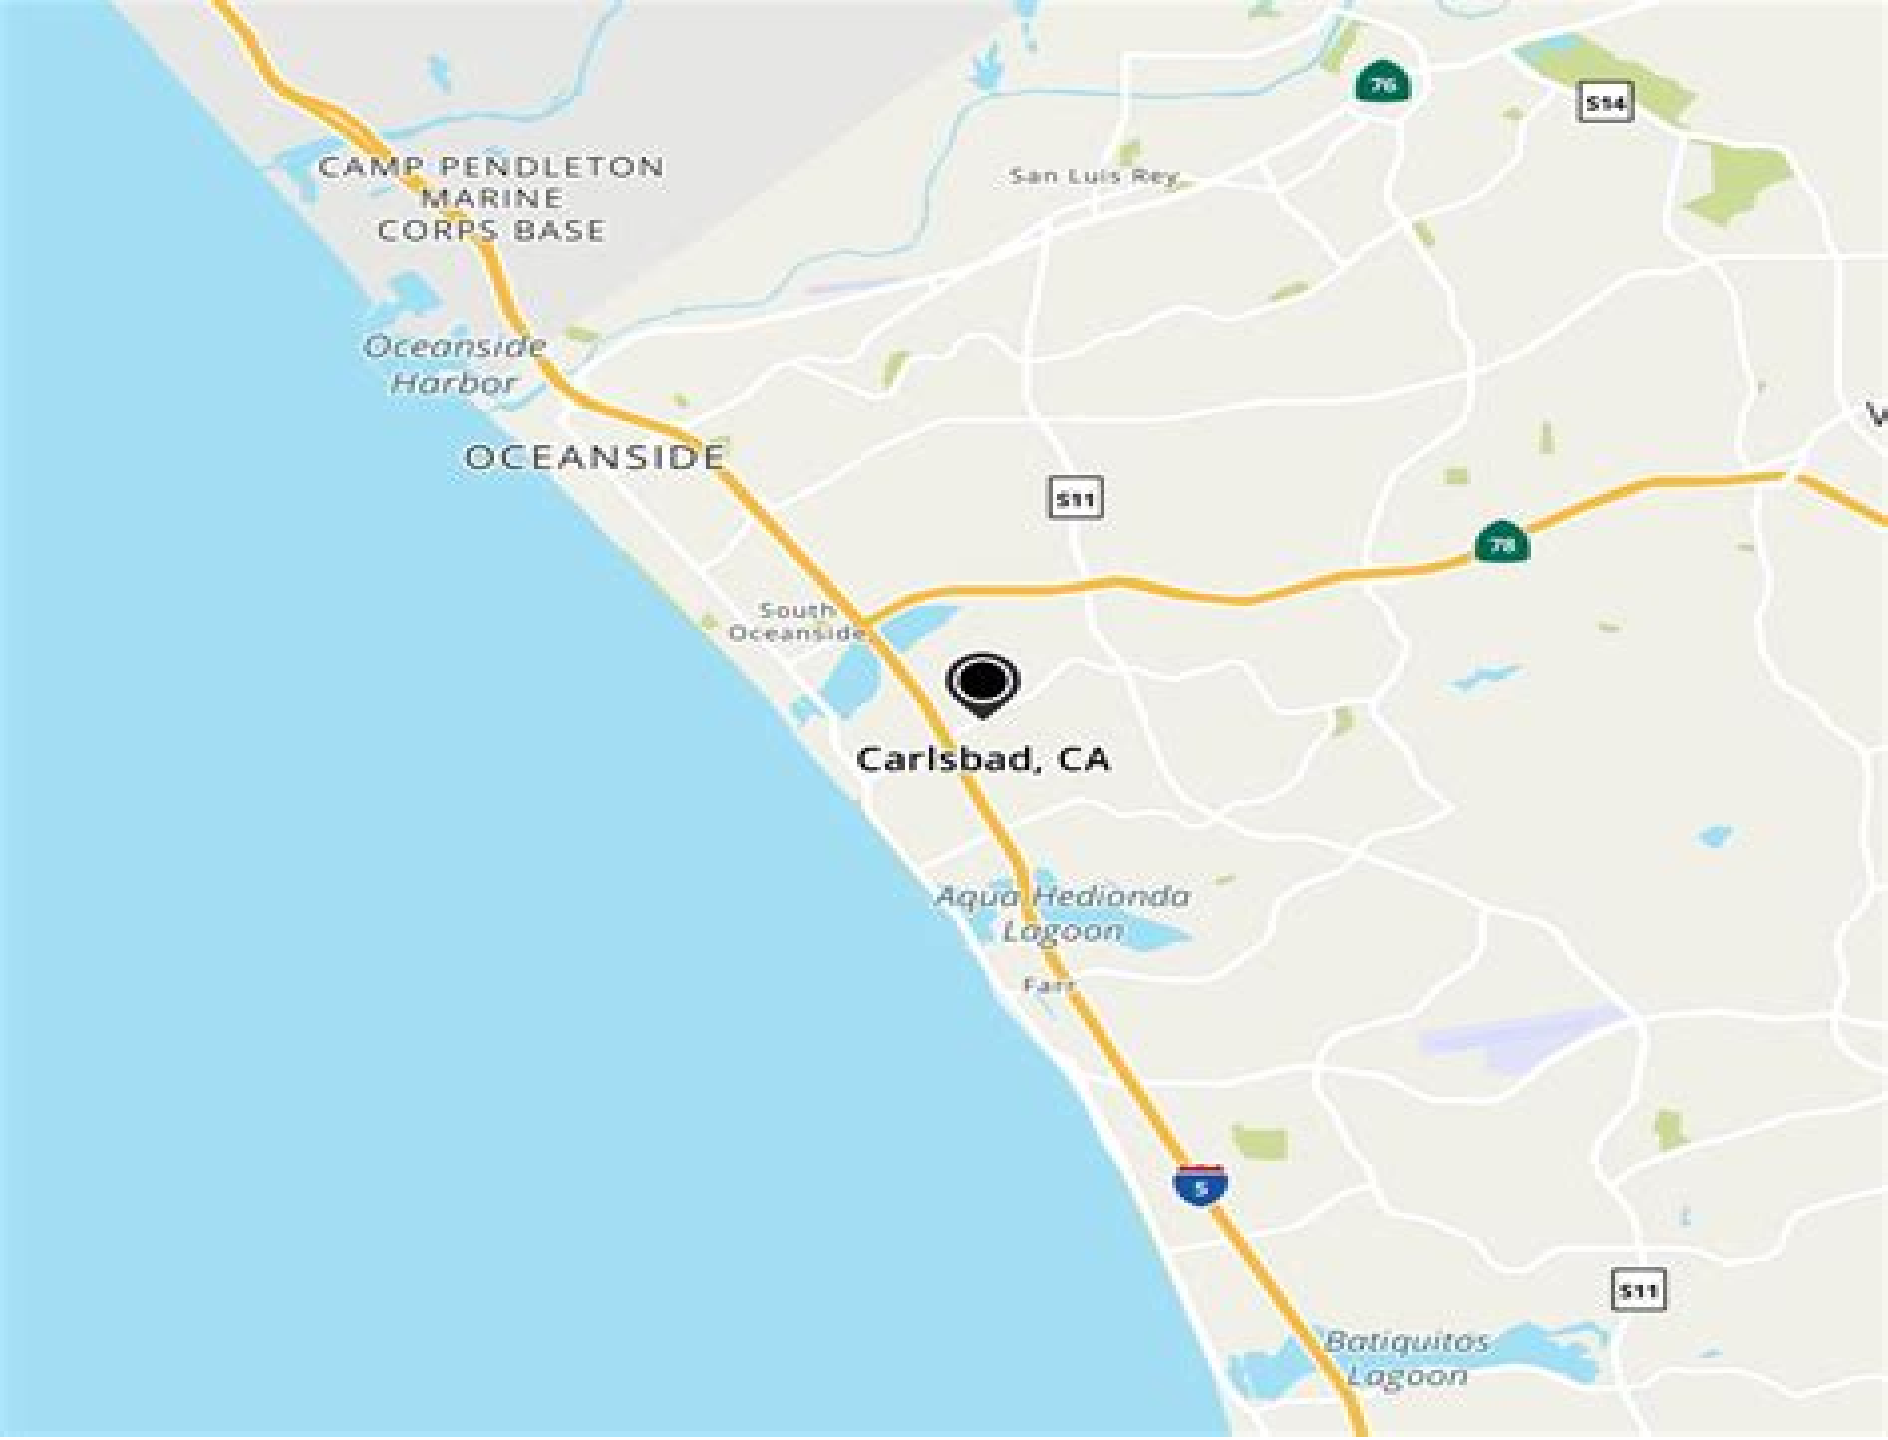 76
S14
CAMP PENDLETON
MARINE
CORPS BASE
San Luis Rey
Oceanside
Harbor
OCEANSIDE
S11
78
South
Oceanside
Carlsbad, CA
Aqua Hedionda
Lagoon
Farr
5
S11
Batiquitos
Lagoon